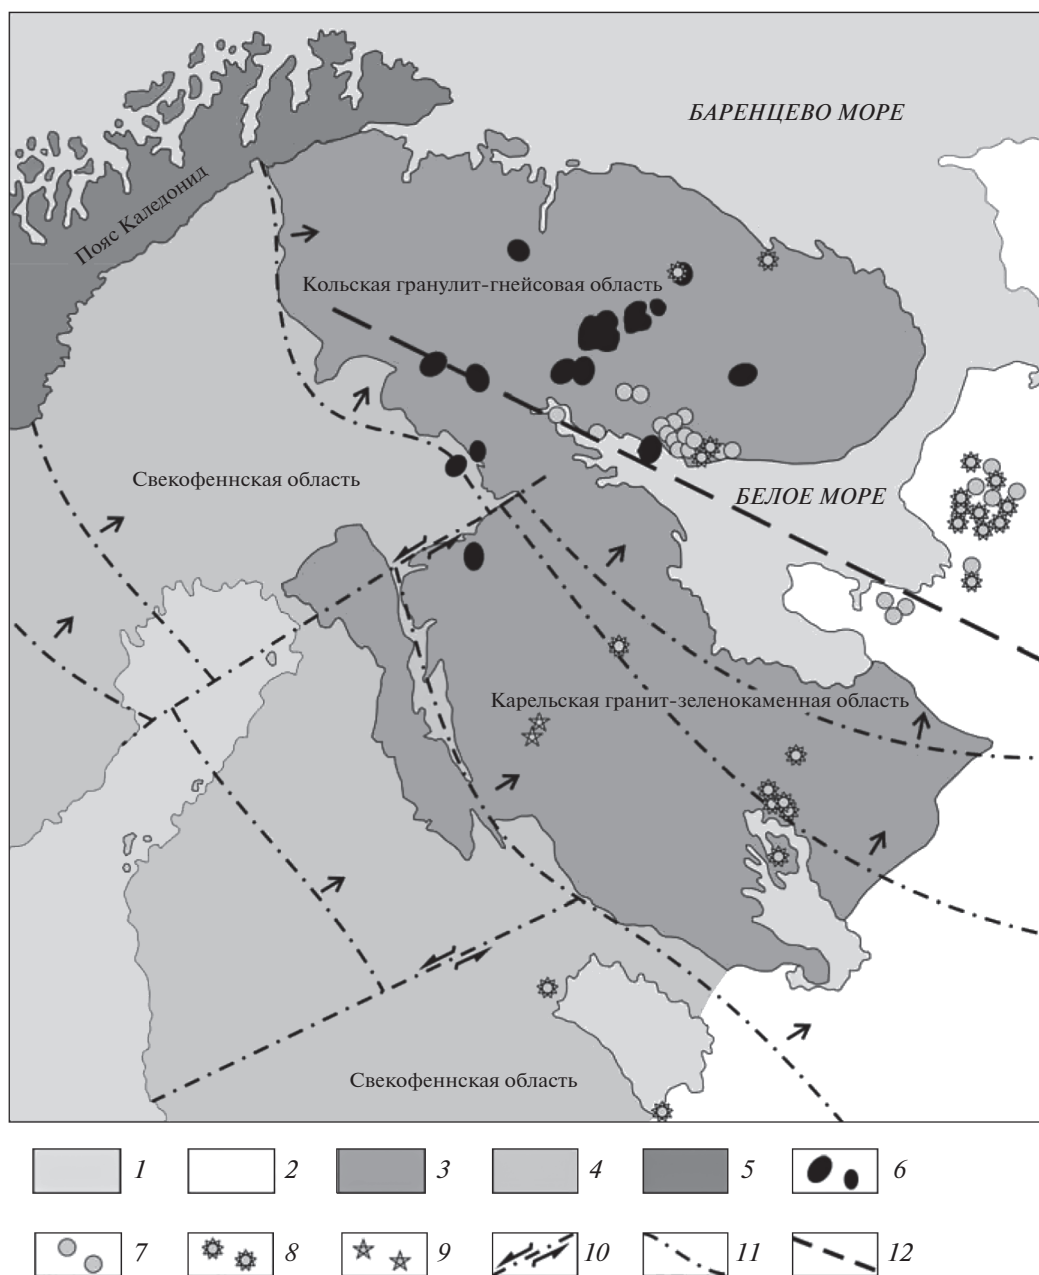 БАРЕНЦЕВО МОРЕ
Пояс Каледонид
Кольская гранулит-гнейсовая область
Свекофеннская область
БЕЛОЕ МОРЕ
Карельская гранит-зеленокаменная область
Свекофеннская область
1 2 3 4 5 6
7 8 9 10 11 12